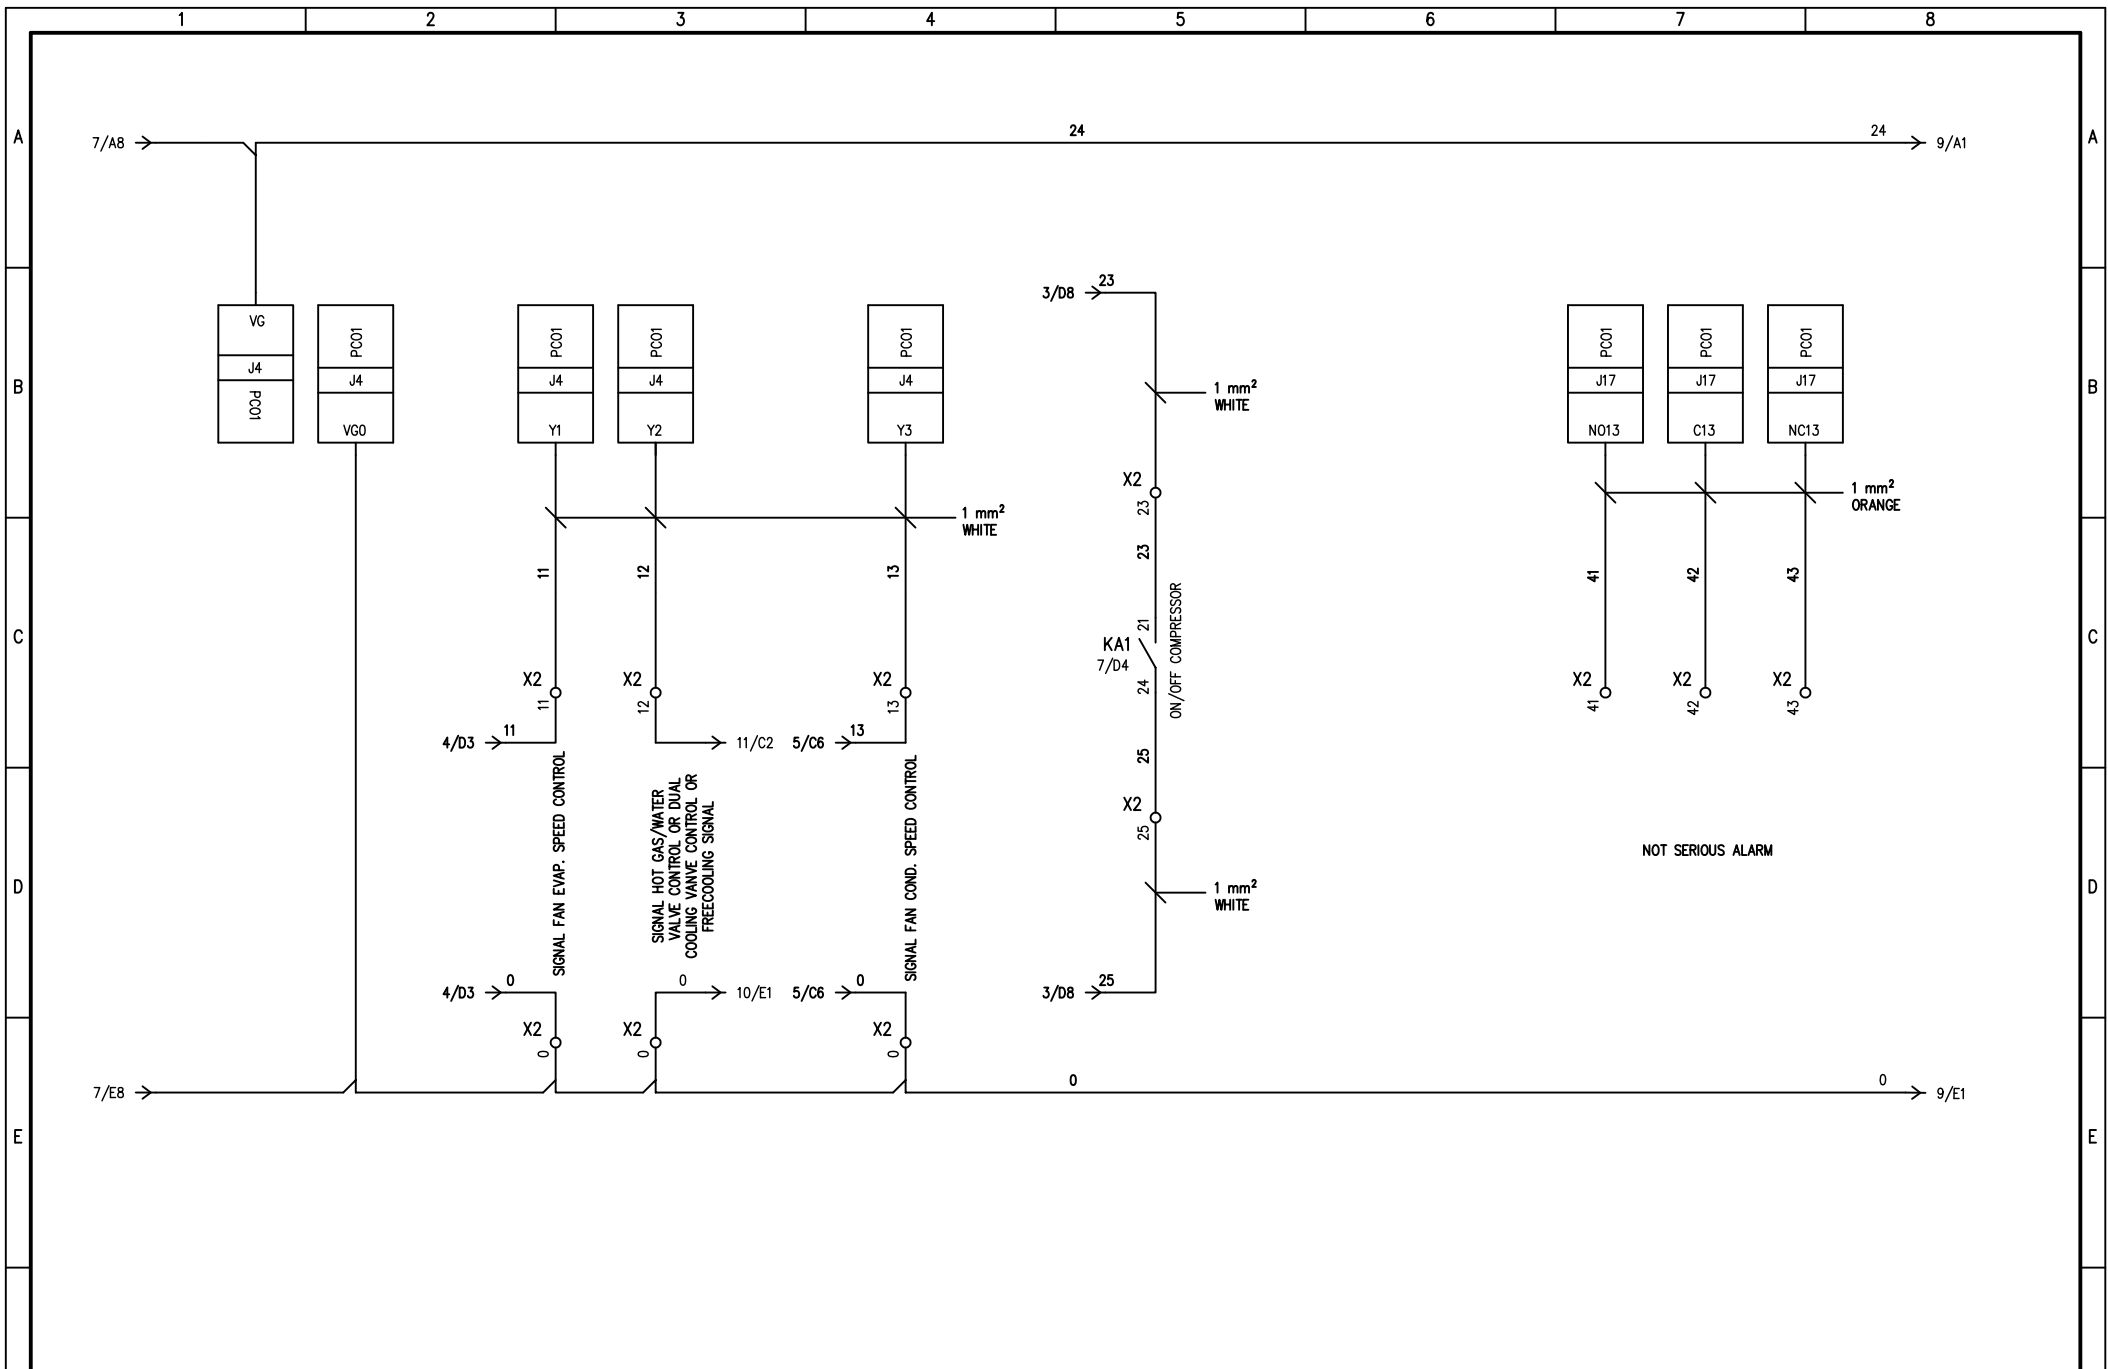 1 2 3 4 5 6 7 8
A A
7/A8 24 24 9/A1
3/D8 23
VG
J4
PCO1
PCO1
J4
VG0
PCO1
J4
Y1
PCO1
J4
Y2
PCO1
J4
Y3
1 mm²
WHITE
PCO1
J17
NO13
PCO1
J17
C13
PCO1
J17
NC13
B B
X2
23
1 mm²
WHITE
1 mm²
ORANGE
11 12 13 23 41 42 43
C C
21
KA1
7/D4
24
ON/OFF COMPRESSOR
X2
11
X2
12
X2
13
X2
41
X2
42
X2
43
4/D3 11
11/C2
5/C6 13
25
SIGNAL FAN EVAP. SPEED CONTROL
SIGNAL HOT GAS/WATER
VALVE CONTROL OR DUAL
COOLING VANVE CONTROL OR
FREECOOLING SIGNAL
SIGNAL FAN COND. SPEED CONTROL
X2
25
NOT SERIOUS ALARM
D D
1 mm²
WHITE
4/D3 0
0 10/E1
5/C6 0
3/D8 25
X2
0
X2
0
X2
0
7/E8 0 0 9/E1
E E